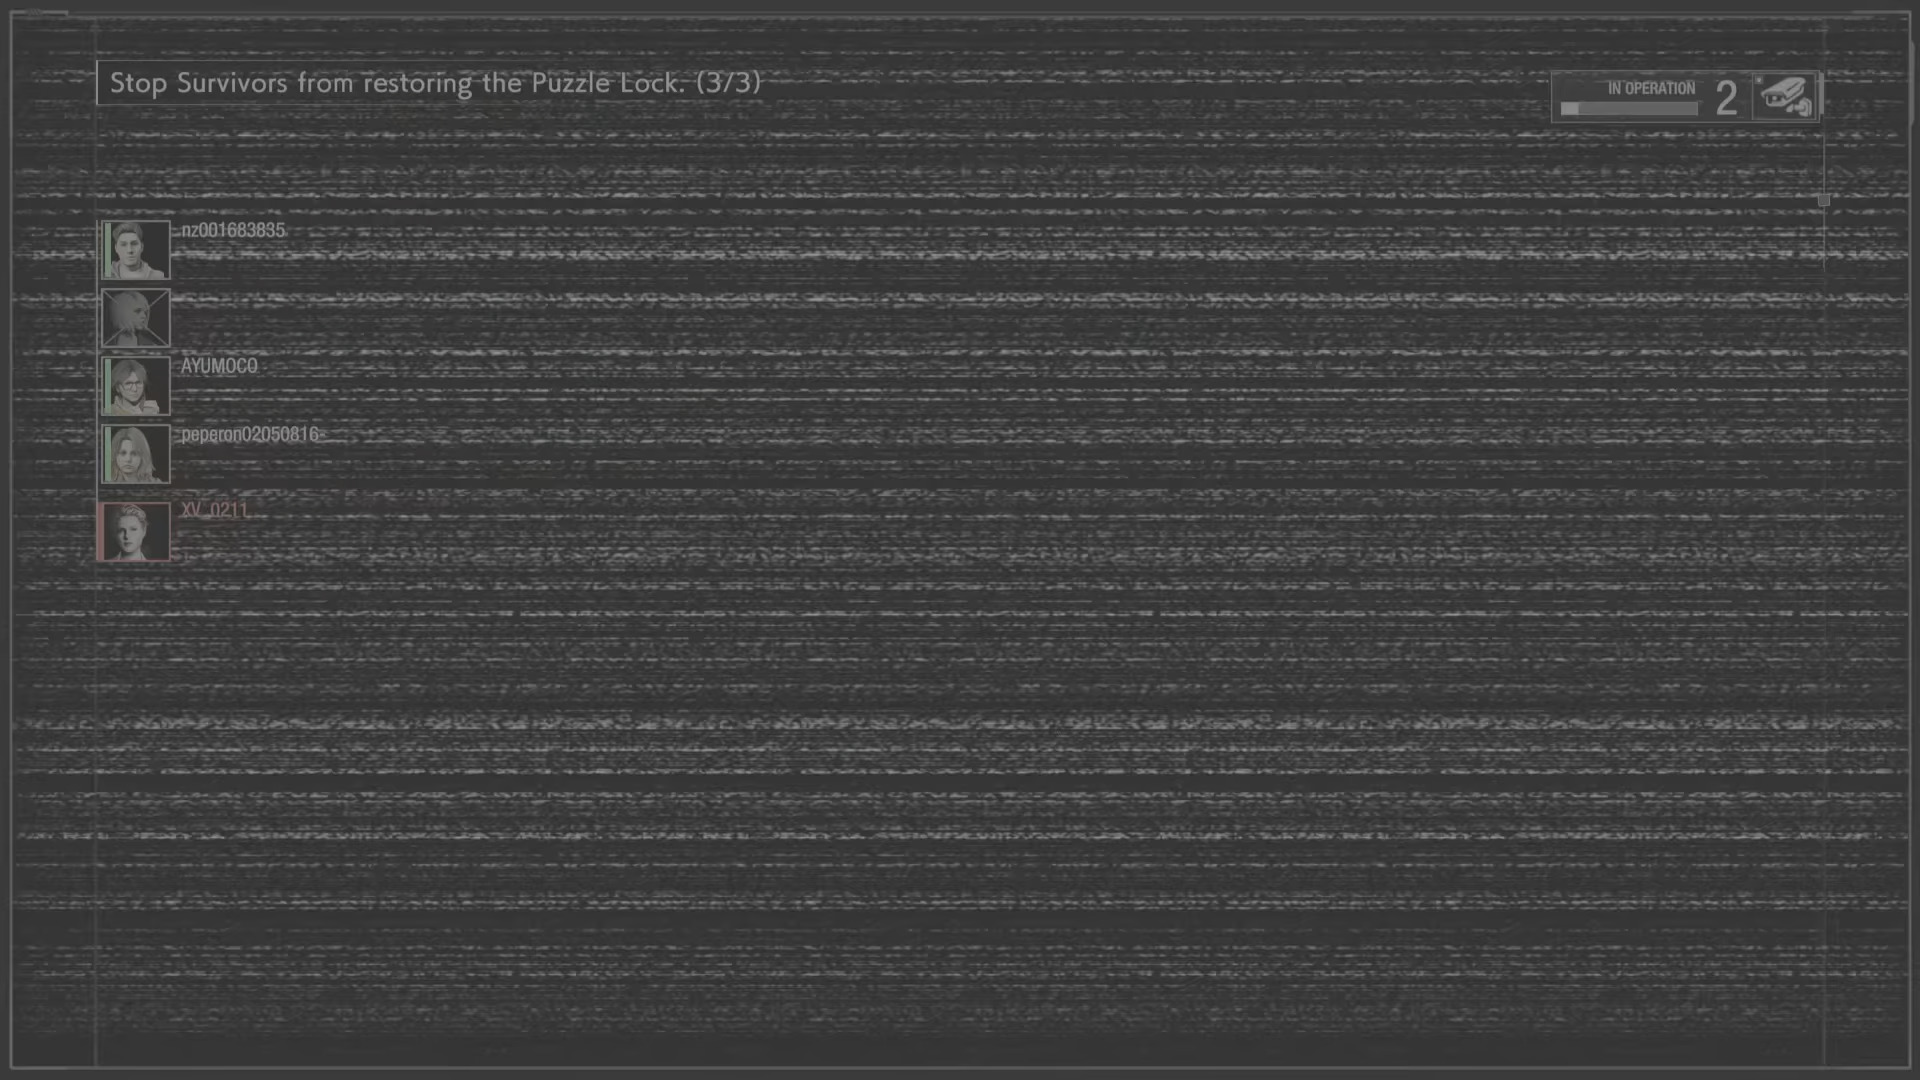 Stop Survivors from restoring the Puzzle Lock. (3/3)
IN OPERATION 2
nz001683835
AYUMOCO
peperon02050816-
XV_0211